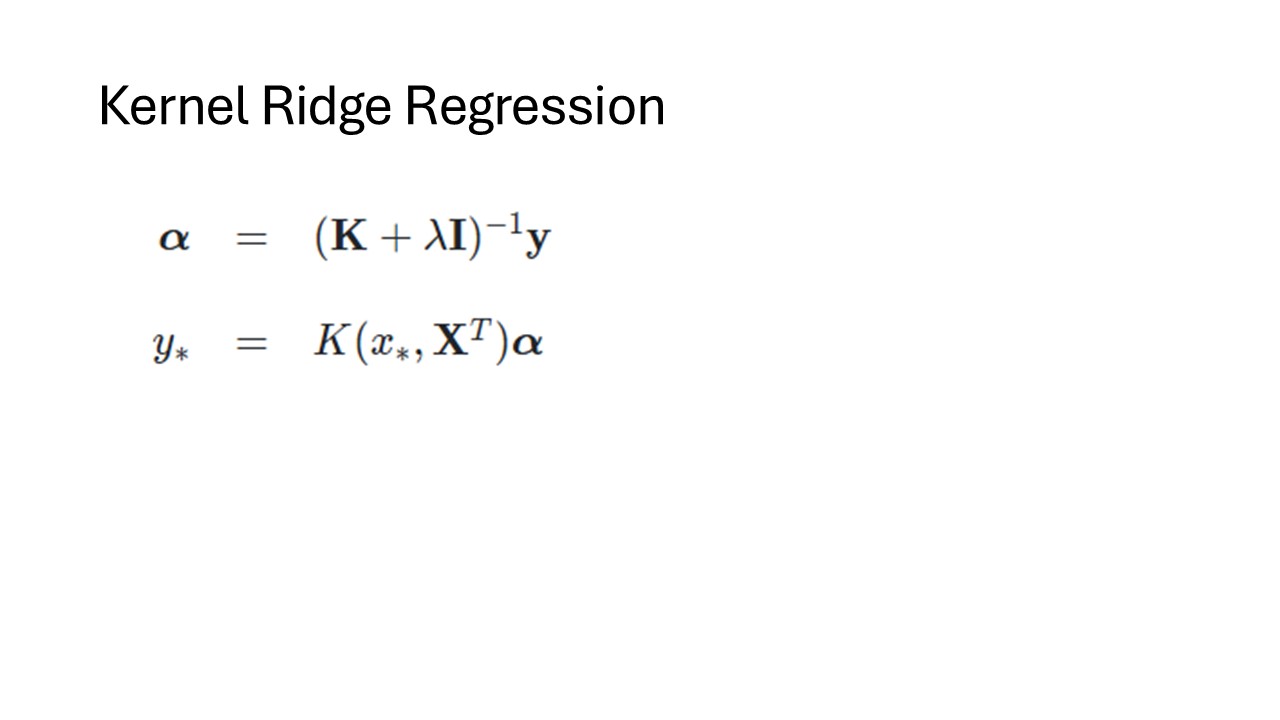 Kernel Ridge Regression
α = (K + λI)⁻¹y
y* = K(x*, Xᵀ)α